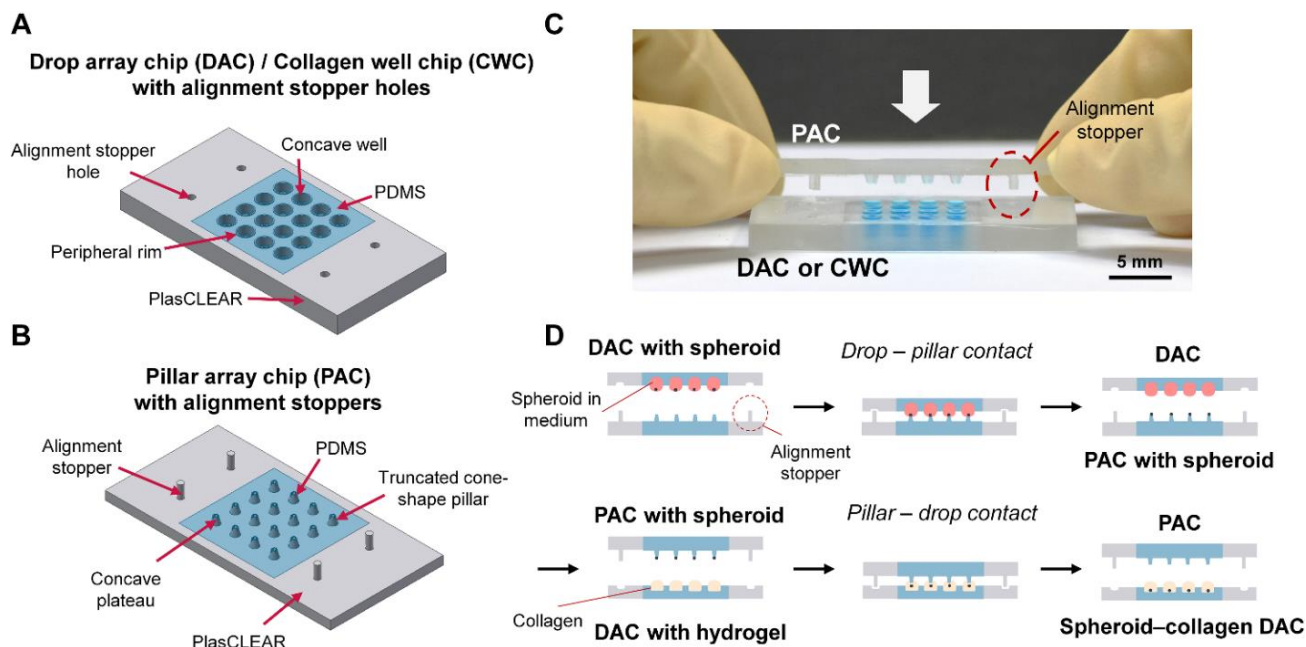 A
Drop array chip (DAC) / Collagen well chip (CWC)
with alignment stopper holes
Alignment stopper
hole
Concave well
PDMS
Peripheral rim
PlasCLEAR
B
Pillar array chip (PAC)
with alignment stoppers
Alignment
stopper
PDMS
Truncated cone-
shape pillar
Concave
plateau
PlasCLEAR
C
PAC
Alignment
stopper
DAC or CWC
5 mm
D
DAC with spheroid
Drop – pillar contact
DAC
Spheroid in
medium
Alignment
stopper
PAC with spheroid
PAC with spheroid
Pillar – drop contact
PAC
Collagen
DAC with hydrogel
Spheroid–collagen DAC